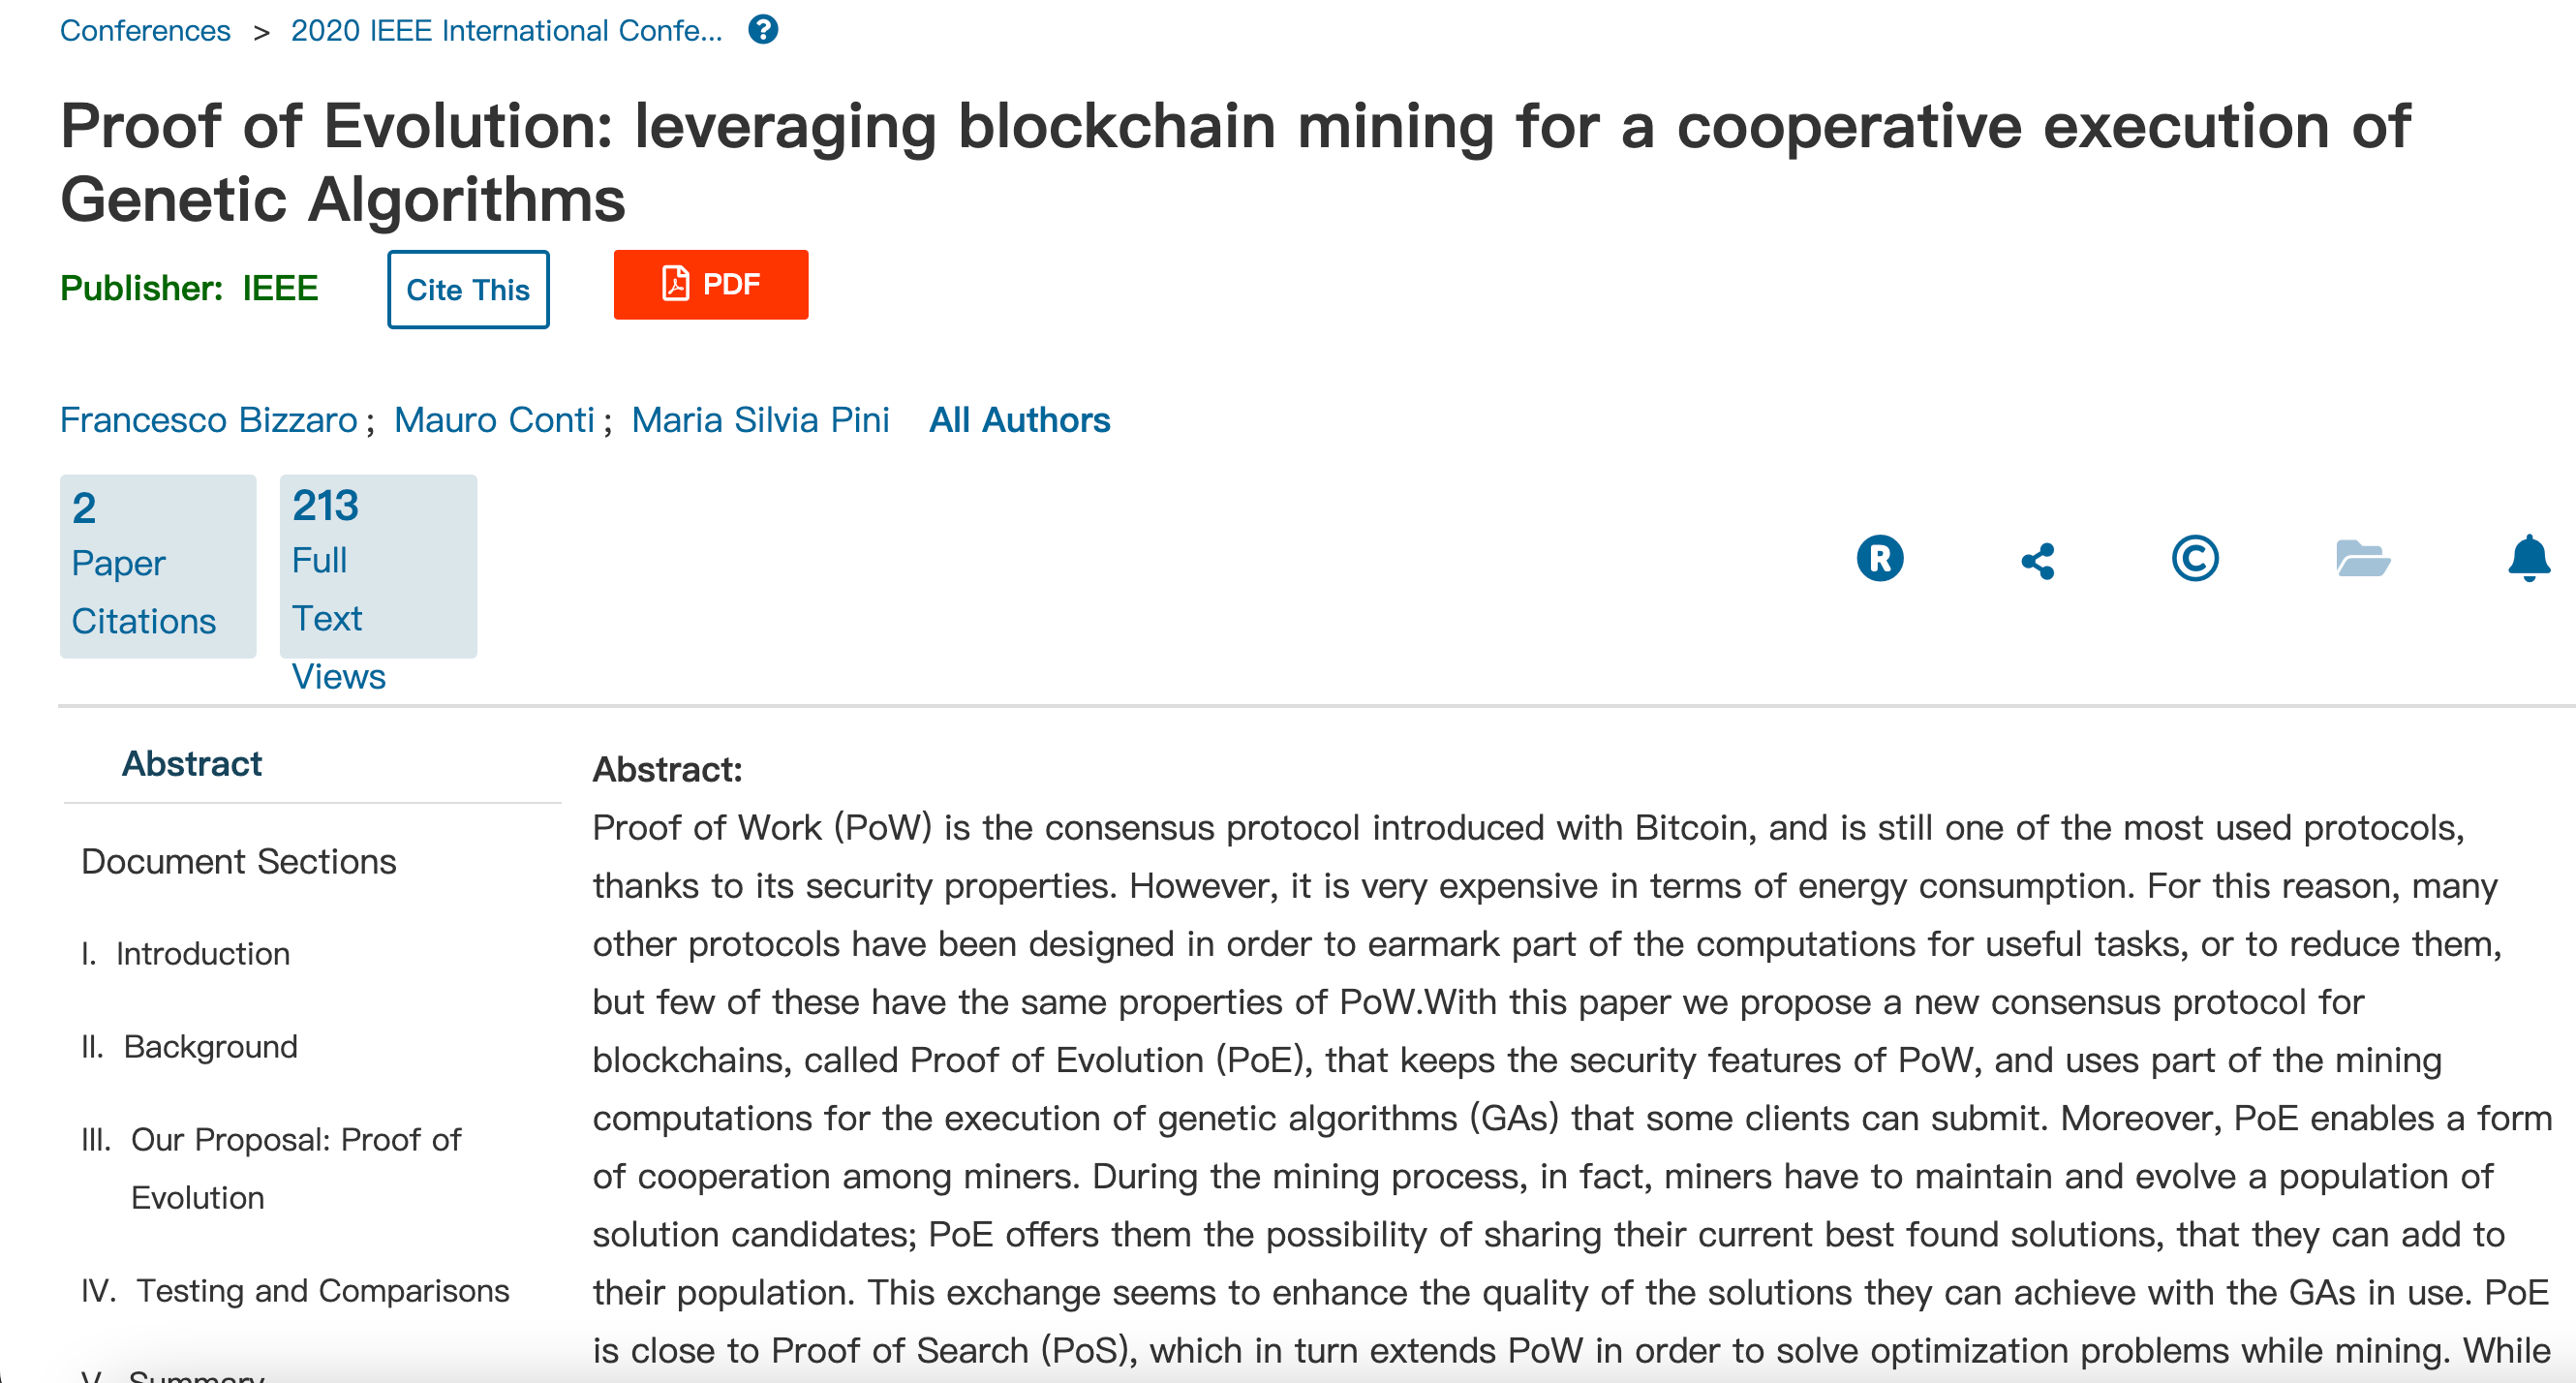 Conferences > 2020 IEEE International Confe... ?
Proof of Evolution: leveraging blockchain mining for a cooperative execution of
Genetic Algorithms
Publisher: IEEE
Cite This
PDF
Francesco Bizzaro ; Mauro Conti ; Maria Silvia Pini All Authors
2
Paper
Citations
213
Full
Text
Views
R
©
Abstract
Document Sections
I. Introduction
II. Background
III. Our Proposal: Proof of
Evolution
IV. Testing and Comparisons
V. Summary
Abstract:
Proof of Work (PoW) is the consensus protocol introduced with Bitcoin, and is still one of the most used protocols,
thanks to its security properties. However, it is very expensive in terms of energy consumption. For this reason, many
other protocols have been designed in order to earmark part of the computations for useful tasks, or to reduce them,
but few of these have the same properties of PoW.With this paper we propose a new consensus protocol for
blockchains, called Proof of Evolution (PoE), that keeps the security features of PoW, and uses part of the mining
computations for the execution of genetic algorithms (GAs) that some clients can submit. Moreover, PoE enables a form
of cooperation among miners. During the mining process, in fact, miners have to maintain and evolve a population of
solution candidates; PoE offers them the possibility of sharing their current best found solutions, that they can add to
their population. This exchange seems to enhance the quality of the solutions they can achieve with the GAs in use. PoE
is close to Proof of Search (PoS), which in turn extends PoW in order to solve optimization problems while mining. While